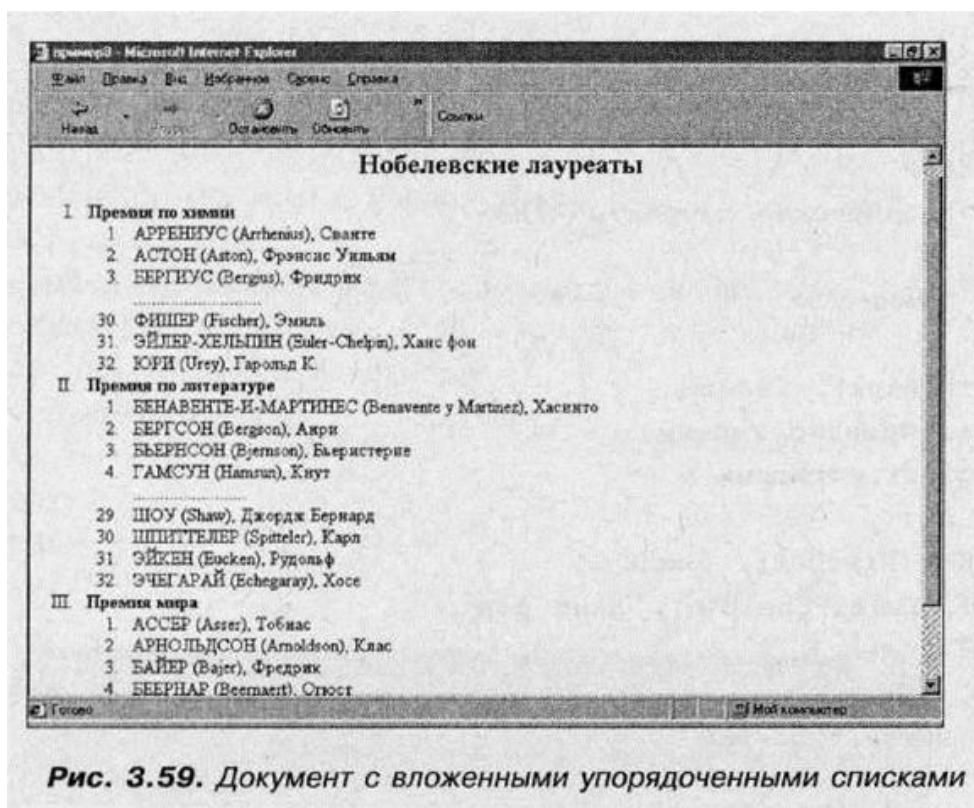 пример3 - Microsoft Internet Explorer
Файл Правка Вид Избранное Сервис Справка
Назад Остановить Обновить » Ссылки
Нобелевские лауреаты
I. Премия по химии
1. АРРЕНИУС (Arrhenius), Сванте
2. АСТОН (Aston), Фрэнсис Уильям
3. БЕРГИУС (Bergius), Фридрих
........................
30. ФИШЕР (Fischer), Эмиль
31. ЭЙЛЕР-ХЕЛЬПИН (Euler-Chelpin), Ханс фон
32. ЮРИ (Urey), Гарольд К.
II. Премия по литературе
1. БЕНАВЕНТЕ-И-МАРТИНЕС (Benavente y Martinez), Хасинто
2. БЕРГСОН (Bergson), Анри
3. БЬЕРНСОН (Bjernson), Бьеристерне
4. ГАМСУН (Hamsun), Кнут
........................
29. ШОУ (Shaw), Джордж Бернард
30. ШПИТТЕЛЕР (Spitteler), Карл
31. ЭЙКЕН (Eucken), Рудольф
32. ЭЧЕГАРАЙ (Echegaray), Хосе
III. Премия мира
1. АССЕР (Asser), Тобиас
2. АРНОЛЬДСОН (Arnoldson), Клас
3. БАЙЕР (Bajer), Фредрик
4. БЕЕРНАР (Beernaert), Огюст
Готово Мой компьютер
Рис. 3.59. Документ с вложенными упорядоченными списками